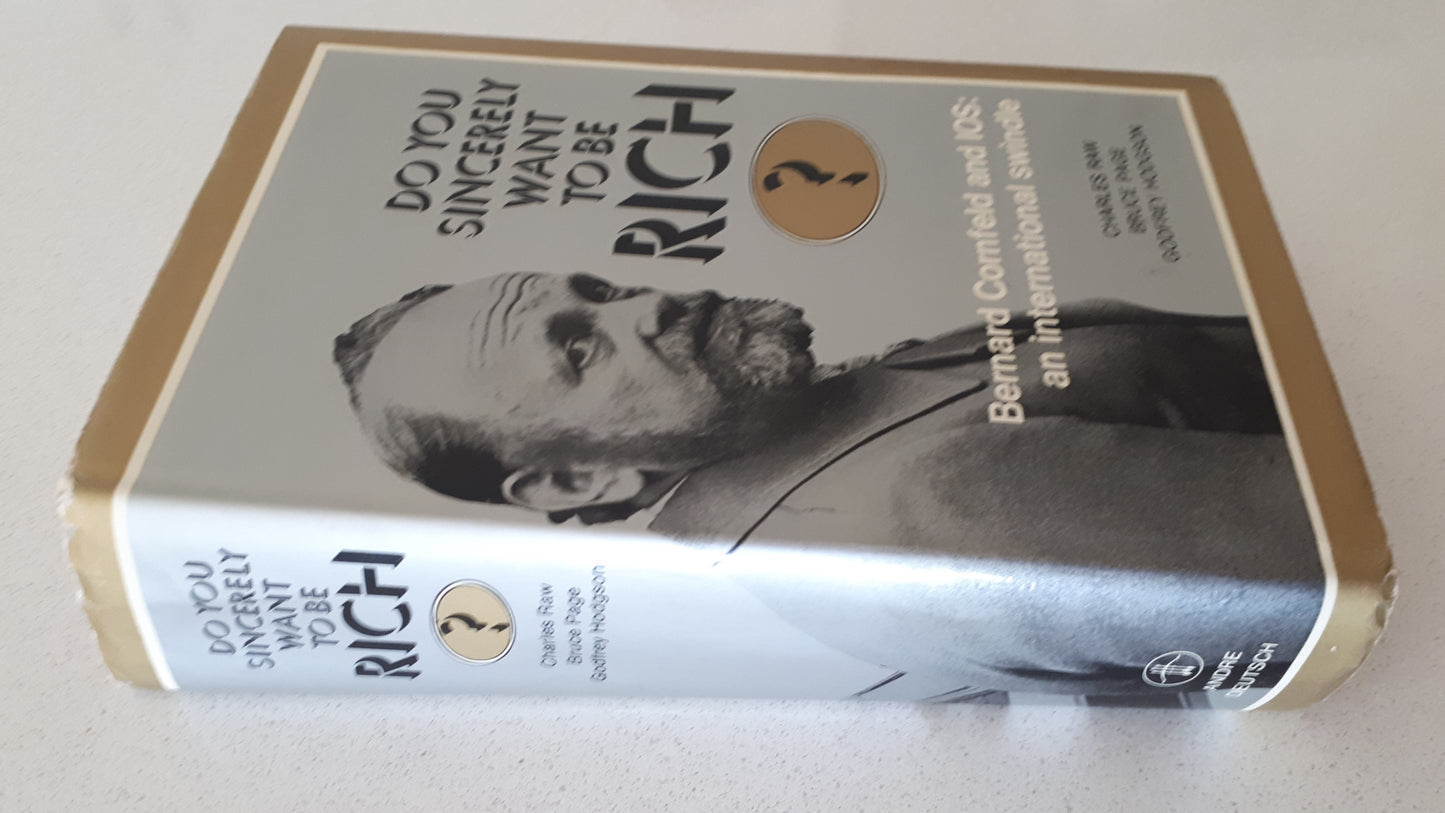 DO YOU
SINCERELY
WANT
TO BE
RICH
?
Bernard Cornfeld and IOS:
an international swindle
CHARLES RAW
BRUCE PAGE
GODFREY HODGSON
DO YOU
SINCERELY
WANT
TO BE
RICH
?
Charles Raw
Bruce Page
Godfrey Hodgson
ANDRE
DEUTSCH